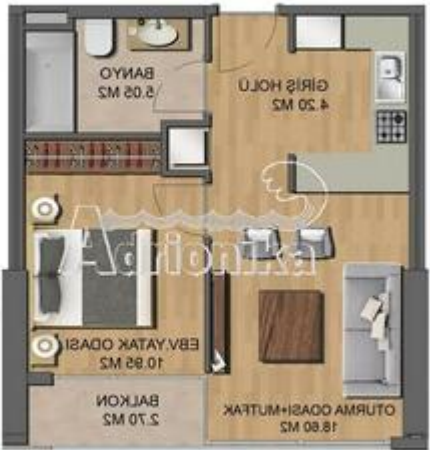 BANYO
5.05 M2
GİRİŞ HOLÜ
4.20 M2
Adrionika
EBV.YATAK ODASI
10.95 M2
BALKON
2.70 M2
OTURMA ODASI+MUTFAK
18.60 M2